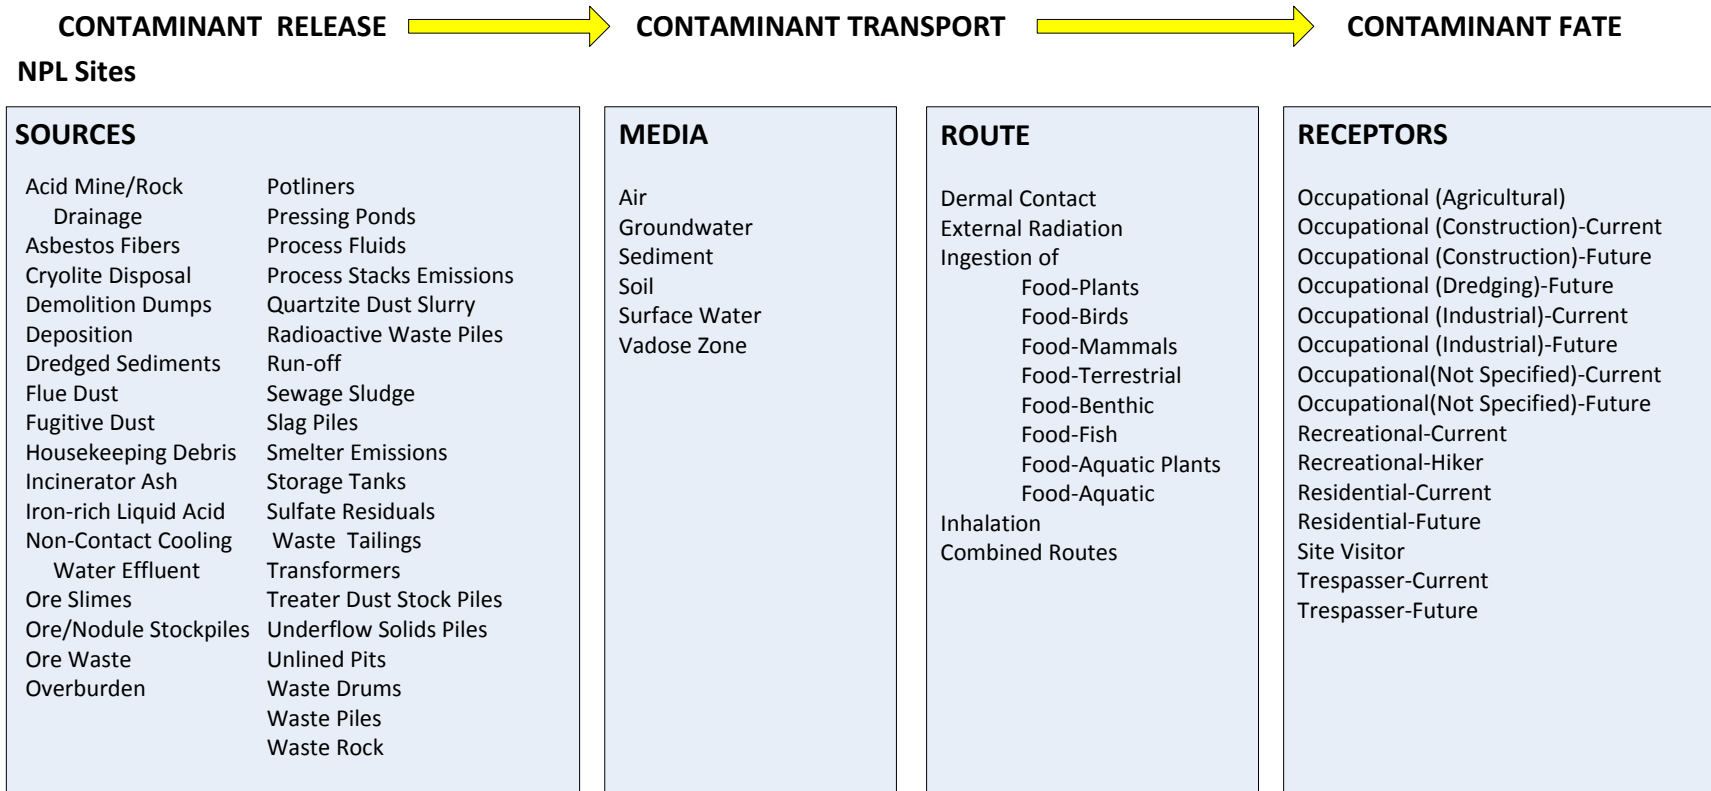 CONTAMINANT RELEASE
CONTAMINANT TRANSPORT
CONTAMINANT FATE
NPL Sites
SOURCES
Acid Mine/Rock
Drainage
Asbestos Fibers
Cryolite Disposal
Demolition Dumps
Deposition
Dredged Sediments
Flue Dust
Fugitive Dust
Housekeeping Debris
Incinerator Ash
Iron-rich Liquid Acid
Non-Contact Cooling
Water Effluent
Ore Slimes
Ore/Nodule Stockpiles
Ore Waste
Overburden
Potliners
Pressing Ponds
Process Fluids
Process Stacks Emissions
Quartzite Dust Slurry
Radioactive Waste Piles
Run-off
Sewage Sludge
Slag Piles
Smelter Emissions
Storage Tanks
Sulfate Residuals
Waste Tailings
Transformers
Treater Dust Stock Piles
Underflow Solids Piles
Unlined Pits
Waste Drums
Waste Piles
Waste Rock
MEDIA
Air
Groundwater
Sediment
Soil
Surface Water
Vadose Zone
ROUTE
Dermal Contact
External Radiation
Ingestion of
Food-Plants
Food-Birds
Food-Mammals
Food-Terrestrial
Food-Benthic
Food-Fish
Food-Aquatic Plants
Food-Aquatic
Inhalation
Combined Routes
RECEPTORS
Occupational (Agricultural)
Occupational (Construction)-Current
Occupational (Construction)-Future
Occupational (Dredging)-Future
Occupational (Industrial)-Current
Occupational (Industrial)-Future
Occupational(Not Specified)-Current
Occupational(Not Specified)-Future
Recreational-Current
Recreational-Hiker
Residential-Current
Residential-Future
Site Visitor
Trespasser-Current
Trespasser-Future